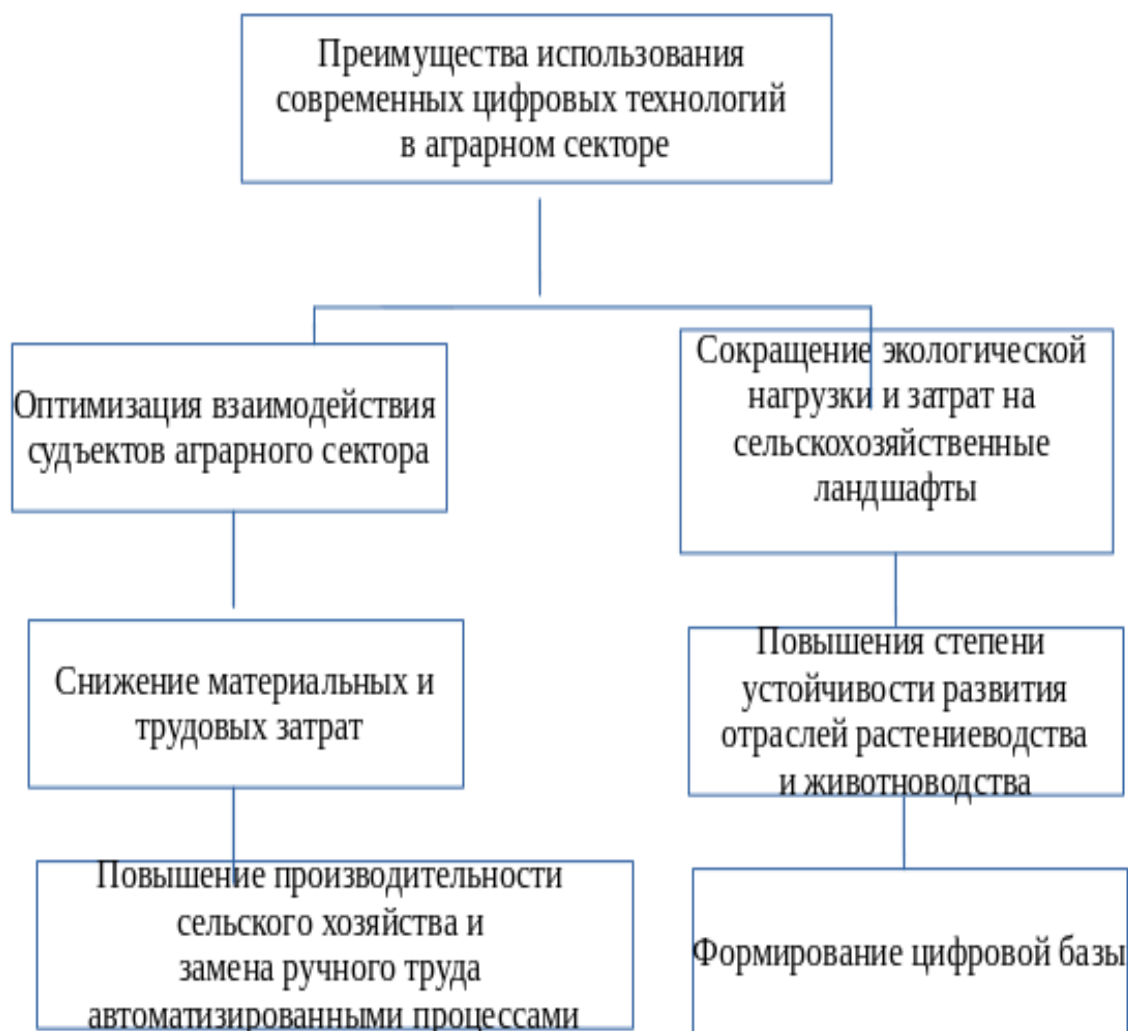 Преимущества использования
современных цифровых технологий
в аграрном секторе
Оптимизация взаимодействия
судъектов аграрного сектора
Сокращение экологической
нагрузки и затрат на
сельскохозяйственные
ландшафты
Снижение материальных и
трудовых затрат
Повышения степени
устойчивости развития
отраслей растениеводства
и животноводства
Повышение производительности
сельского хозяйства и
замена ручного труда
автоматизированными процессами
Формирование цифровой базы